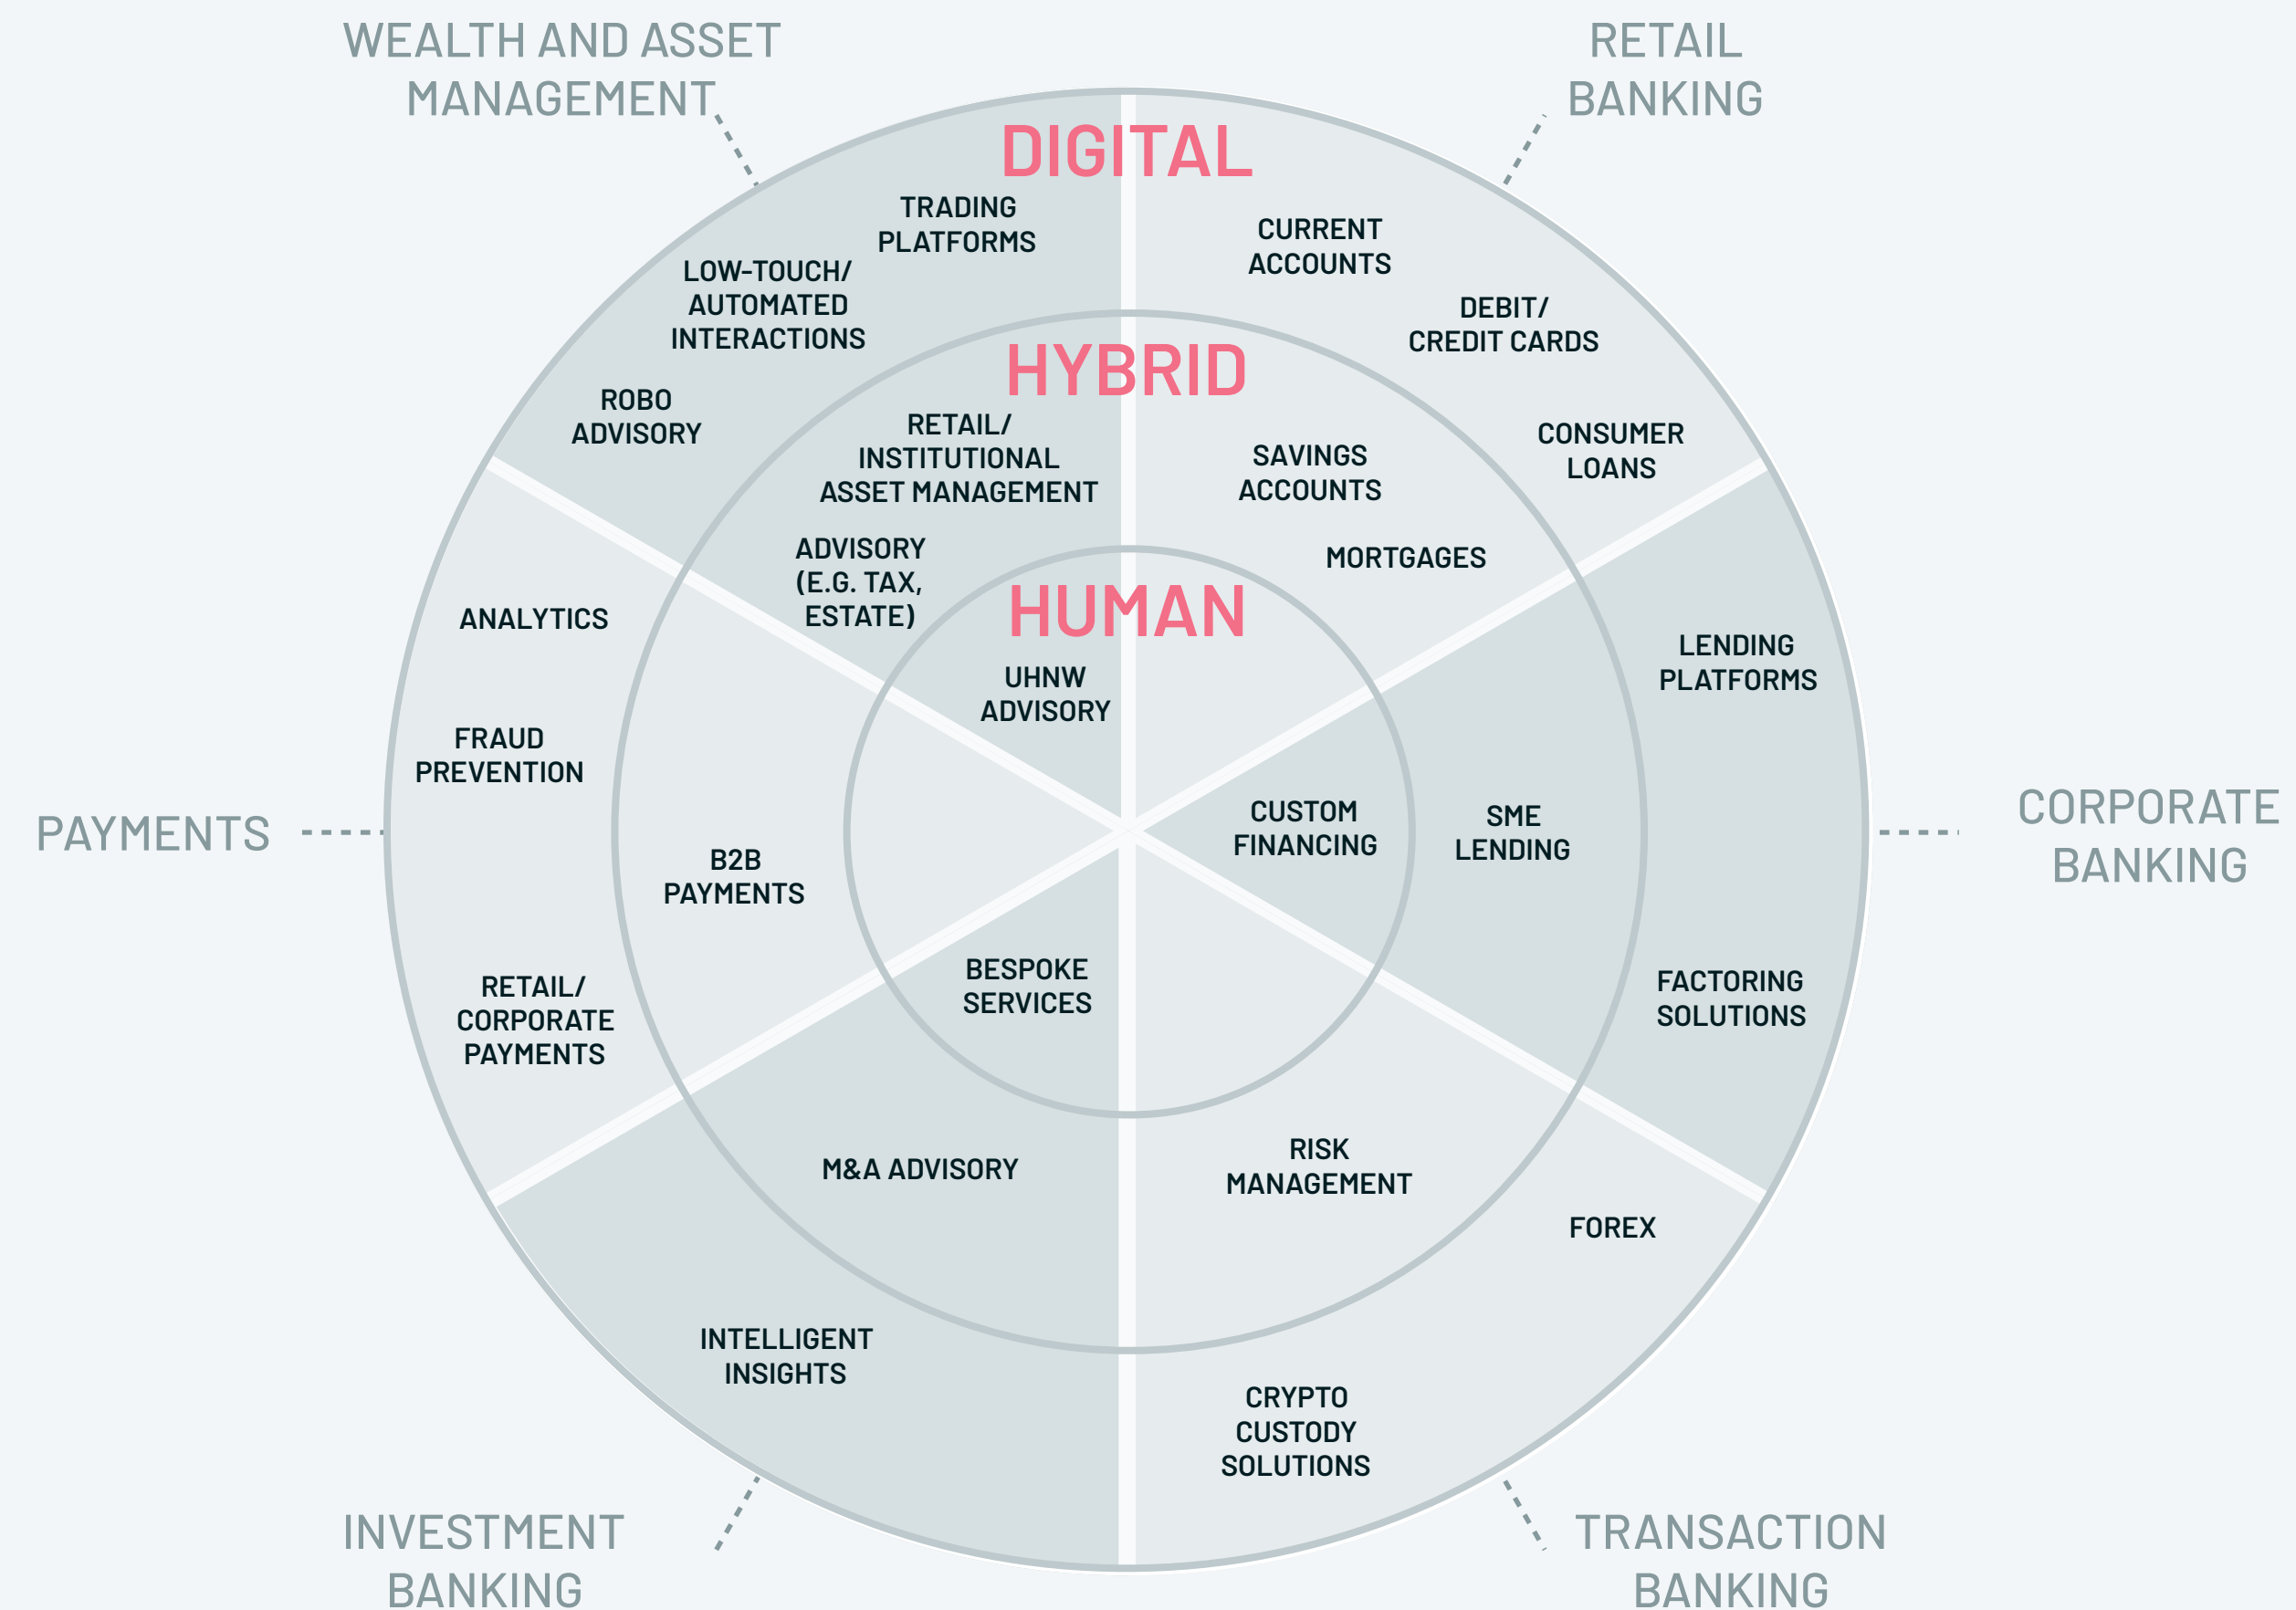 WEALTH AND ASSET
MANAGEMENT
RETAIL
BANKING
DIGITAL
TRADING
PLATFORMS
LOW-TOUCH/
AUTOMATED
INTERACTIONS
ROBO
ADVISORY
CURRENT
ACCOUNTS
DEBIT/
CREDIT CARDS
CONSUMER
LOANS
HYBRID
RETAIL/
INSTITUTIONAL
ASSET MANAGEMENT
ADVISORY
(E.G. TAX,
ESTATE)
SAVINGS
ACCOUNTS
MORTGAGES
HUMAN
UHNW
ADVISORY
ANALYTICS
FRAUD
PREVENTION
B2B
PAYMENTS
RETAIL/
CORPORATE
PAYMENTS
PAYMENTS
LENDING
PLATFORMS
CUSTOM
FINANCING
SME
LENDING
FACTORING
SOLUTIONS
CORPORATE
BANKING
BESPOKE
SERVICES
M&A ADVISORY
INTELLIGENT
INSIGHTS
RISK
MANAGEMENT
FOREX
CRYPTO
CUSTODY
SOLUTIONS
INVESTMENT
BANKING
TRANSACTION
BANKING